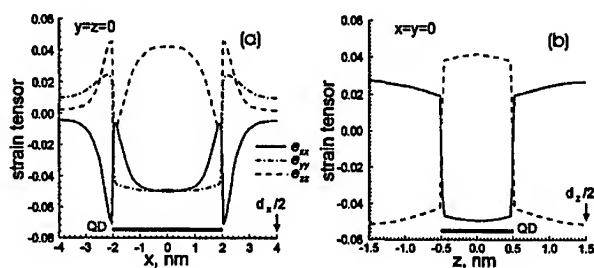 y=z=0
(a)
strain tensor
0.06
0.04
0.02
0.00
-0.02
-0.04
-0.06
-0.08
-4 -3 -2 -1 0 1 2 3 4
x, nm
QD
d_x/2
e_xx
e_yy
e_zz
x=y=0
(b)
strain tensor
0.06
0.04
0.02
0.00
-0.02
-0.04
-0.06
-1.5 -1.0 -0.5 0.0 0.5 1.0 1.5
z, nm
QD
d_z/2